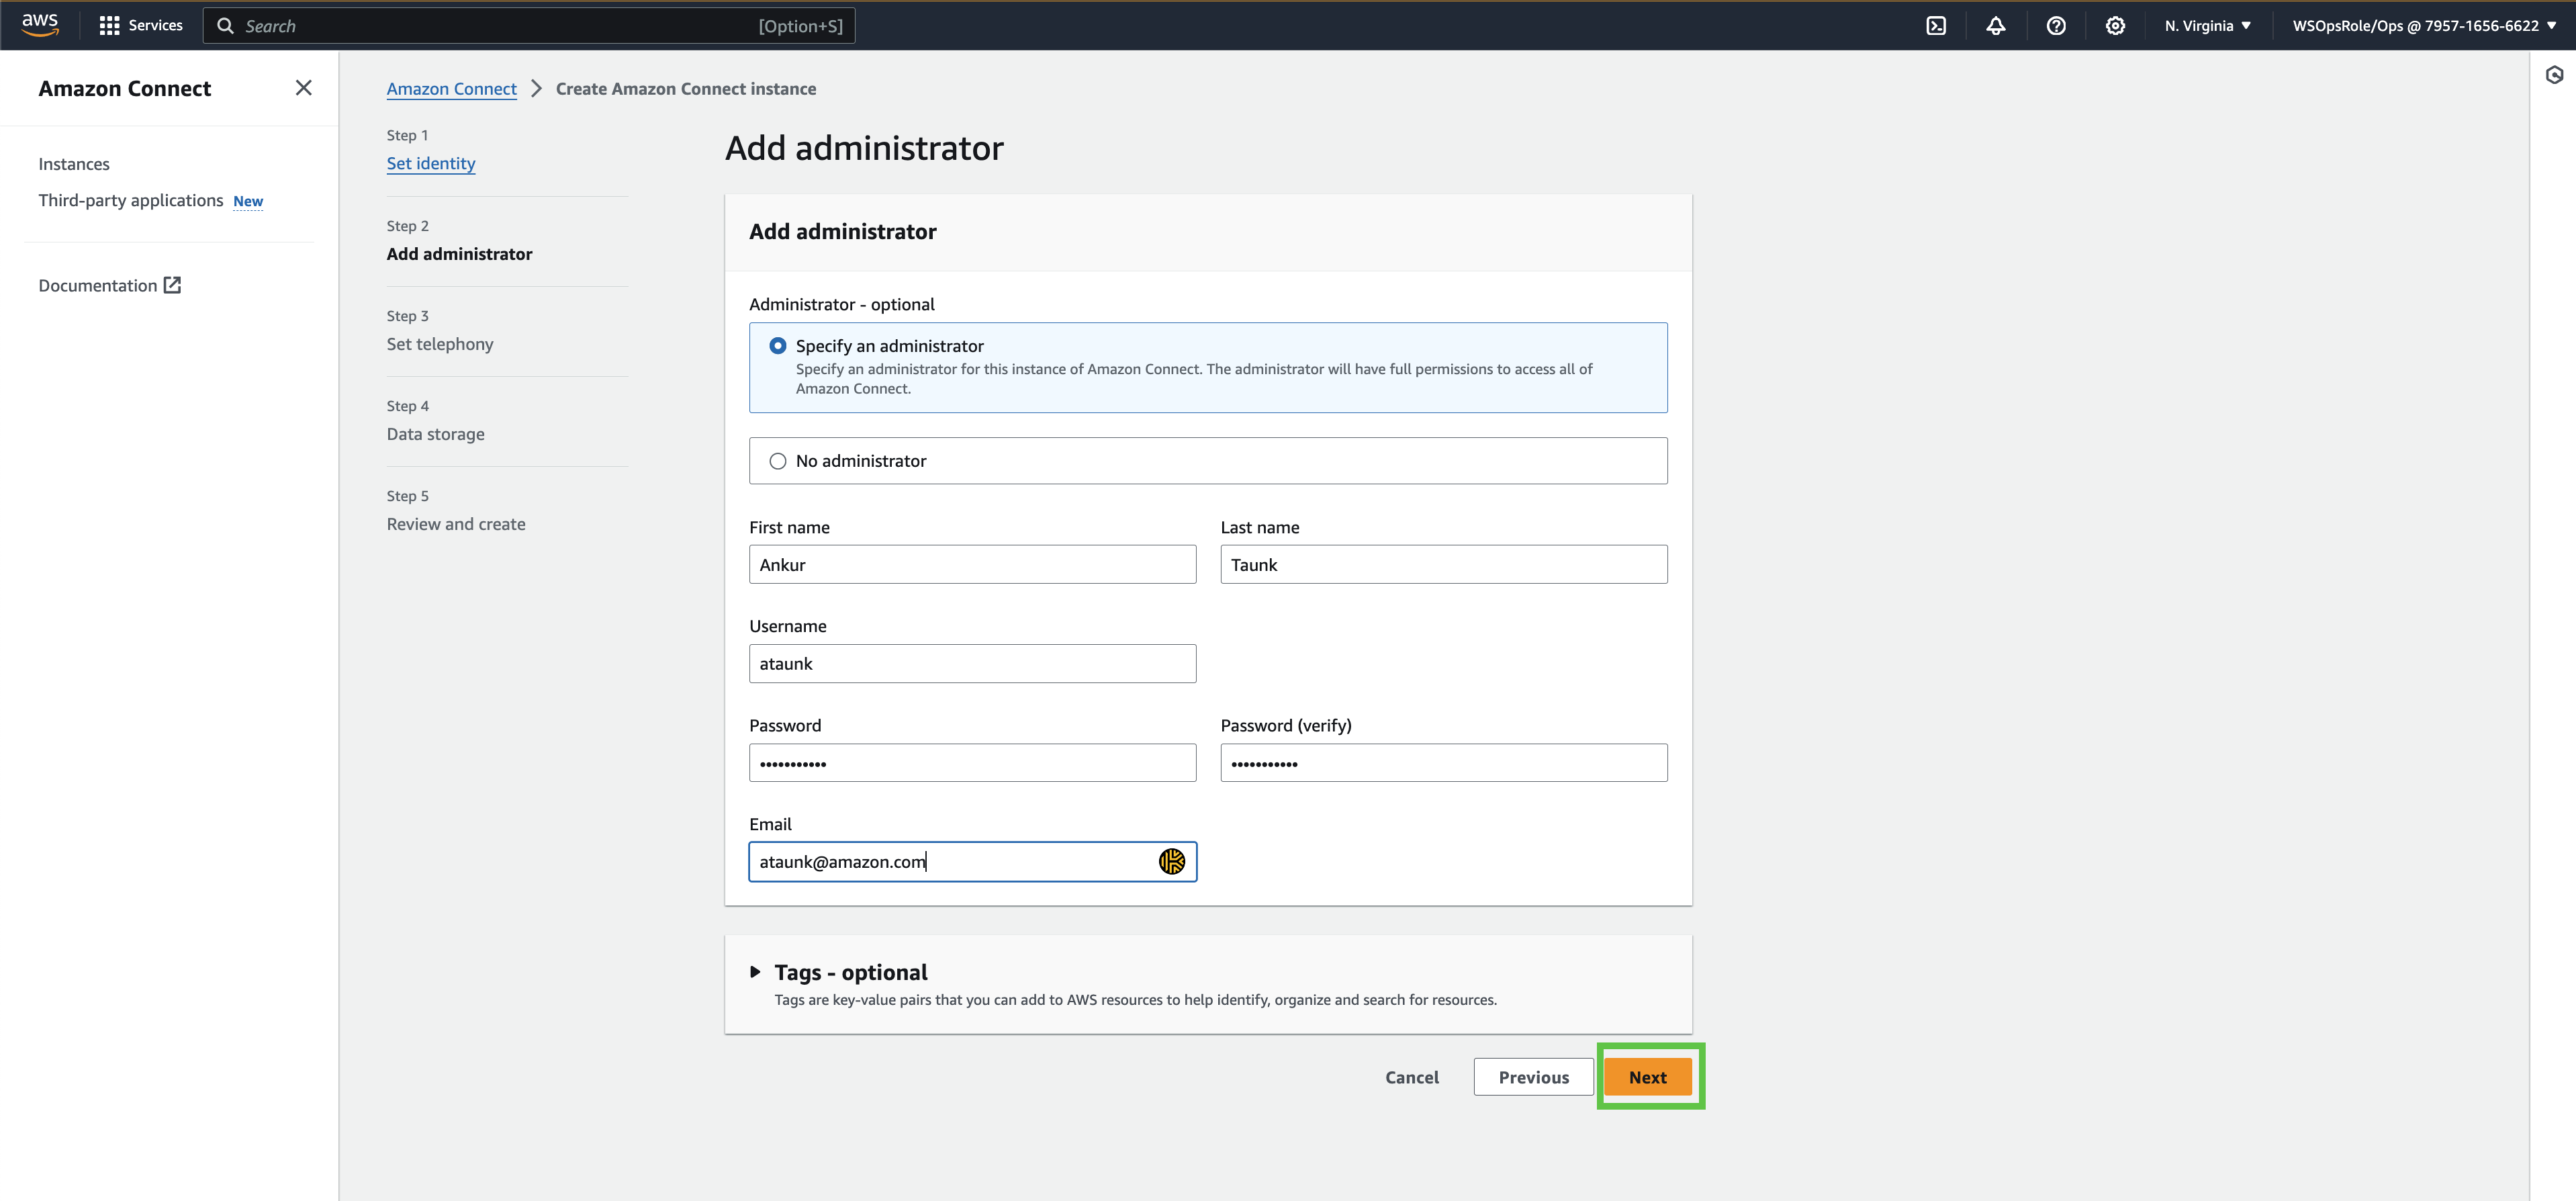 aws
Services
Search
[Option+S]
N. Virginia
WSOpsRole/Ops @ 7957-1656-6622
Amazon Connect
Instances
Third-party applications New
Documentation
Amazon Connect > Create Amazon Connect instance
Step 1
Set identity
Step 2
Add administrator
Step 3
Set telephony
Step 4
Data storage
Step 5
Review and create
Add administrator
Add administrator
Administrator - optional
Specify an administrator
Specify an administrator for this instance of Amazon Connect. The administrator will have full permissions to access all of
Amazon Connect.
No administrator
First name
Last name
Ankur
Taunk
Username
ataunk
Password
Password (verify)
•••••••••••
•••••••••••
Email
ataunk@amazon.com
Tags - optional
Tags are key-value pairs that you can add to AWS resources to help identify, organize and search for resources.
Cancel
Previous
Next